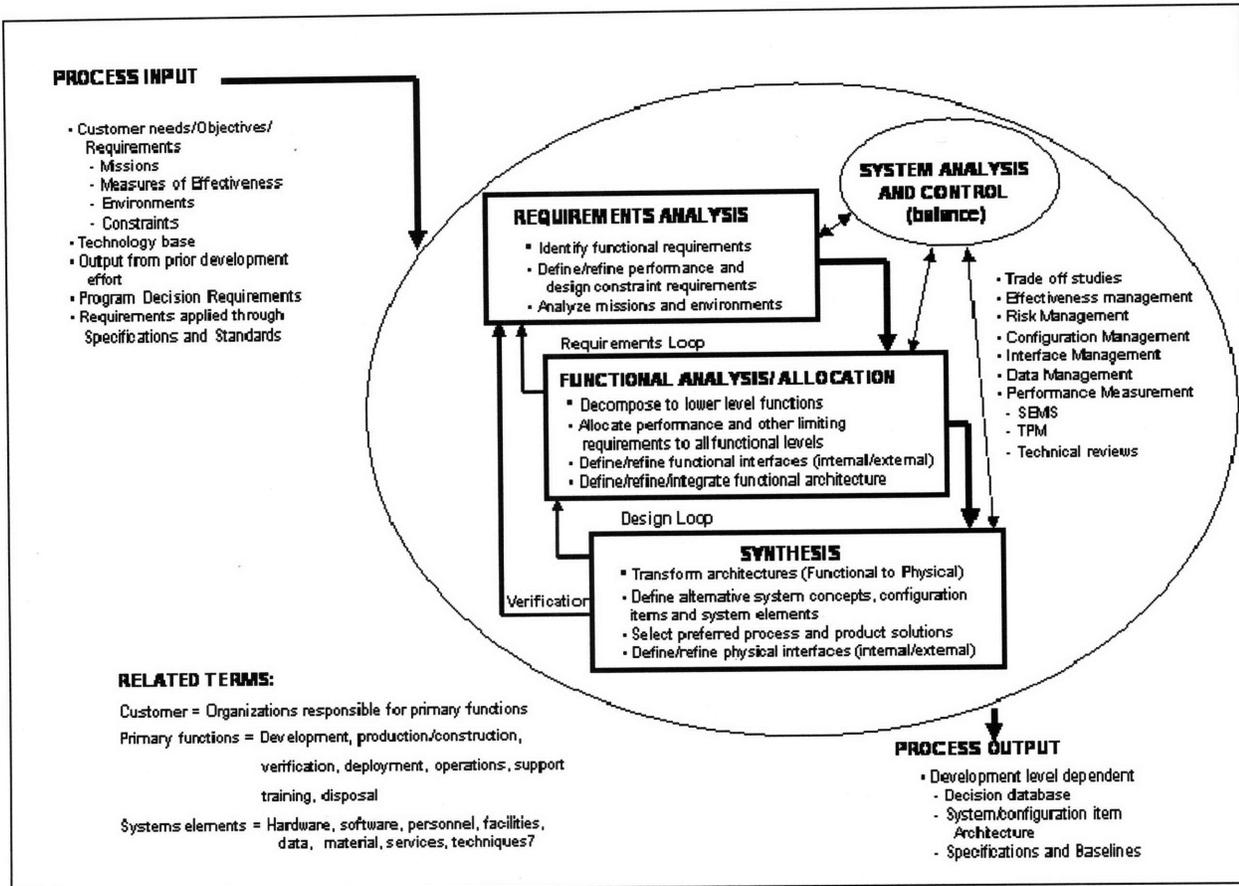 PROCESS INPUT
▪ Customer needs/Objectives/
Requirements
- Missions
- Measures of Effectiveness
- Environments
- Constraints
▪ Technology base
▪ Output from prior development
effort
▪ Program Decision Requirements
▪ Requirements applied through
Specifications and Standards
SYSTEM ANALYSIS
AND CONTROL
(balance)
REQUIREMENTS ANALYSIS
▪ Identify functional requirements
▪ Define/refine performance and
design constraint requirements
▪ Analyze missions and environments
▪ Trade off studies
▪ Effectiveness management
▪ Risk Management
▪ Configuration Management
▪ Interface Management
▪ Data Management
▪ Performance Measurement
- SEMS
- TPM
- Technical reviews
Requirements Loop
FUNCTIONAL ANALYSIS/ALLOCATION
▪ Decompose to lower level functions
▪ Allocate performance and other limiting
requirements to all functional levels
▪ Define/refine functional interfaces (internal/external)
▪ Define/refine/integrate functional architecture
Design Loop
SYNTHESIS
▪ Transform architectures (Functional to Physical)
▪ Define alternative system concepts, configuration
items and system elements
▪ Select preferred process and product solutions
▪ Define/refine physical interfaces (internal/external)
Verification
RELATED TERMS:
Customer = Organizations responsible for primary functions
Primary functions = Development, production/construction,
verification, deployment, operations, support
training, disposal
Systems elements = Hardware, software, personnel, facilities,
data, material, services, techniques7
PROCESS OUTPUT
▪ Development level dependent
- Decision database
- System/configuration item
Architecture
- Specifications and Baselines